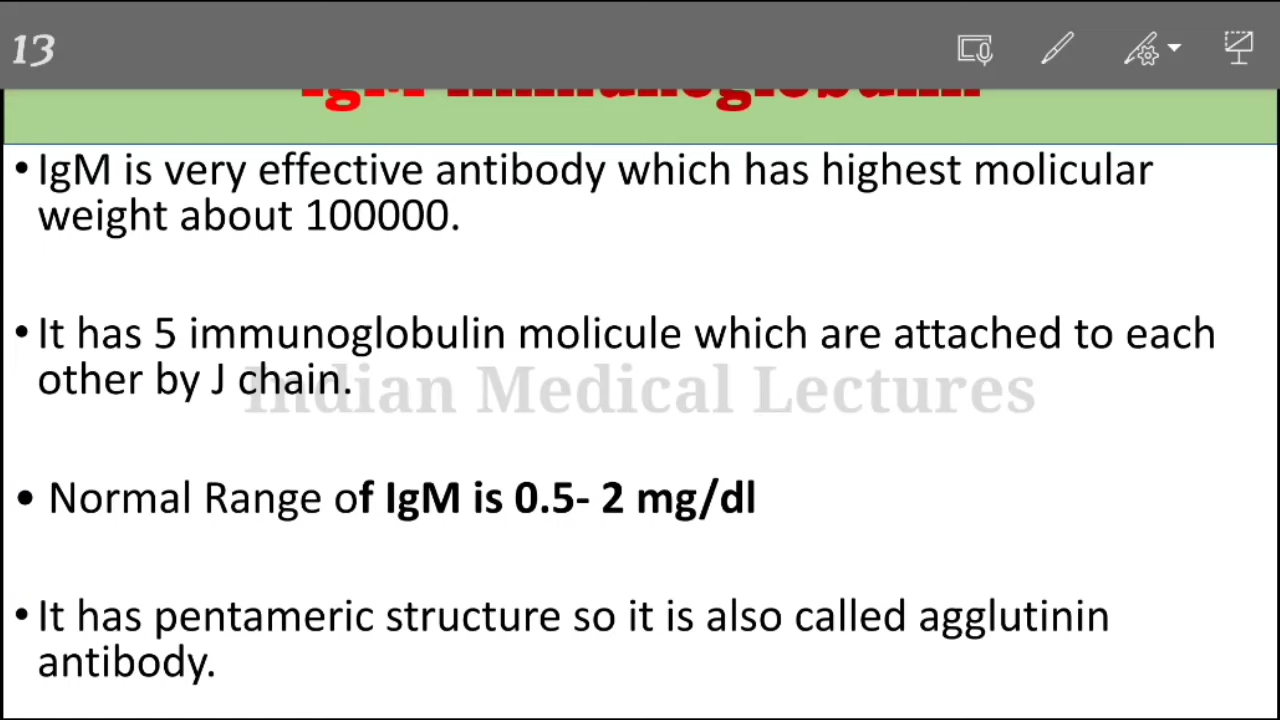 13
IgM Immunoglobulin
•IgM is very effective antibody which has highest molicular
weight about 100000.
•It has 5 immunoglobulin molicule which are attached to each
other by J chain.
Indian Medical Lectures
• Normal Range of IgM is 0.5- 2 mg/dl
•It has pentameric structure so it is also called agglutinin
antibody.